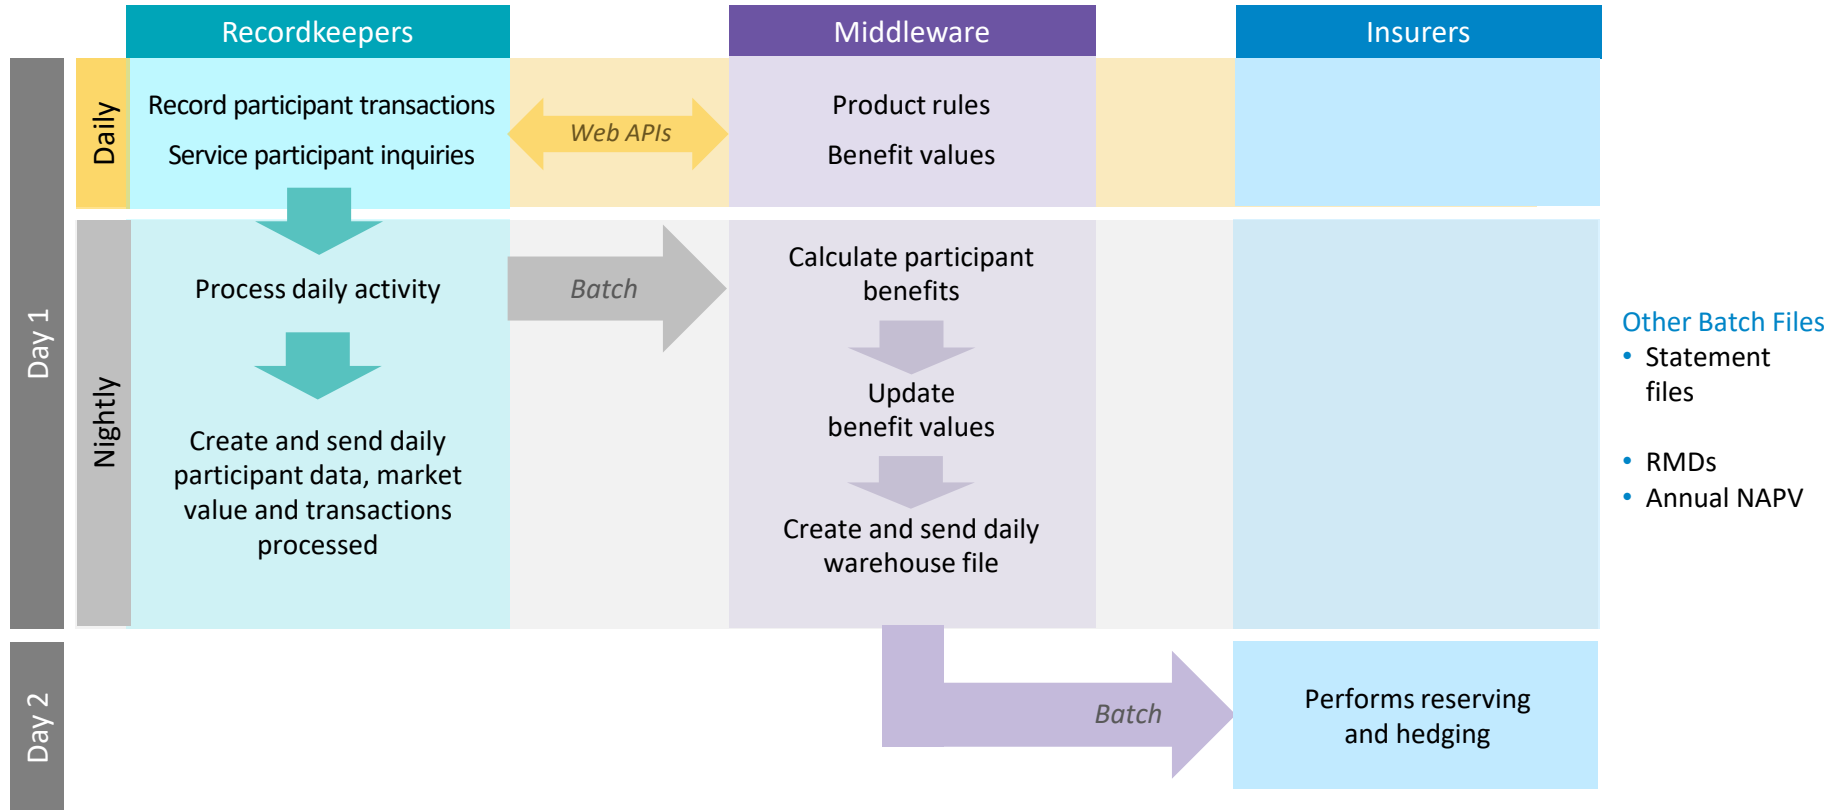 Recordkeepers
Middleware
Insurers
Day 1
Daily
Record participant transactions
Service participant inquiries
Web APIs
Product rules
Benefit values
Nightly
Process daily activity
Create and send daily
participant data, market
value and transactions
processed
Batch
Calculate participant
benefits
Update
benefit values
Create and send daily
warehouse file
Other Batch Files
• Statement
files
• RMDs
• Annual NAPV
Day 2
Batch
Performs reserving
and hedging